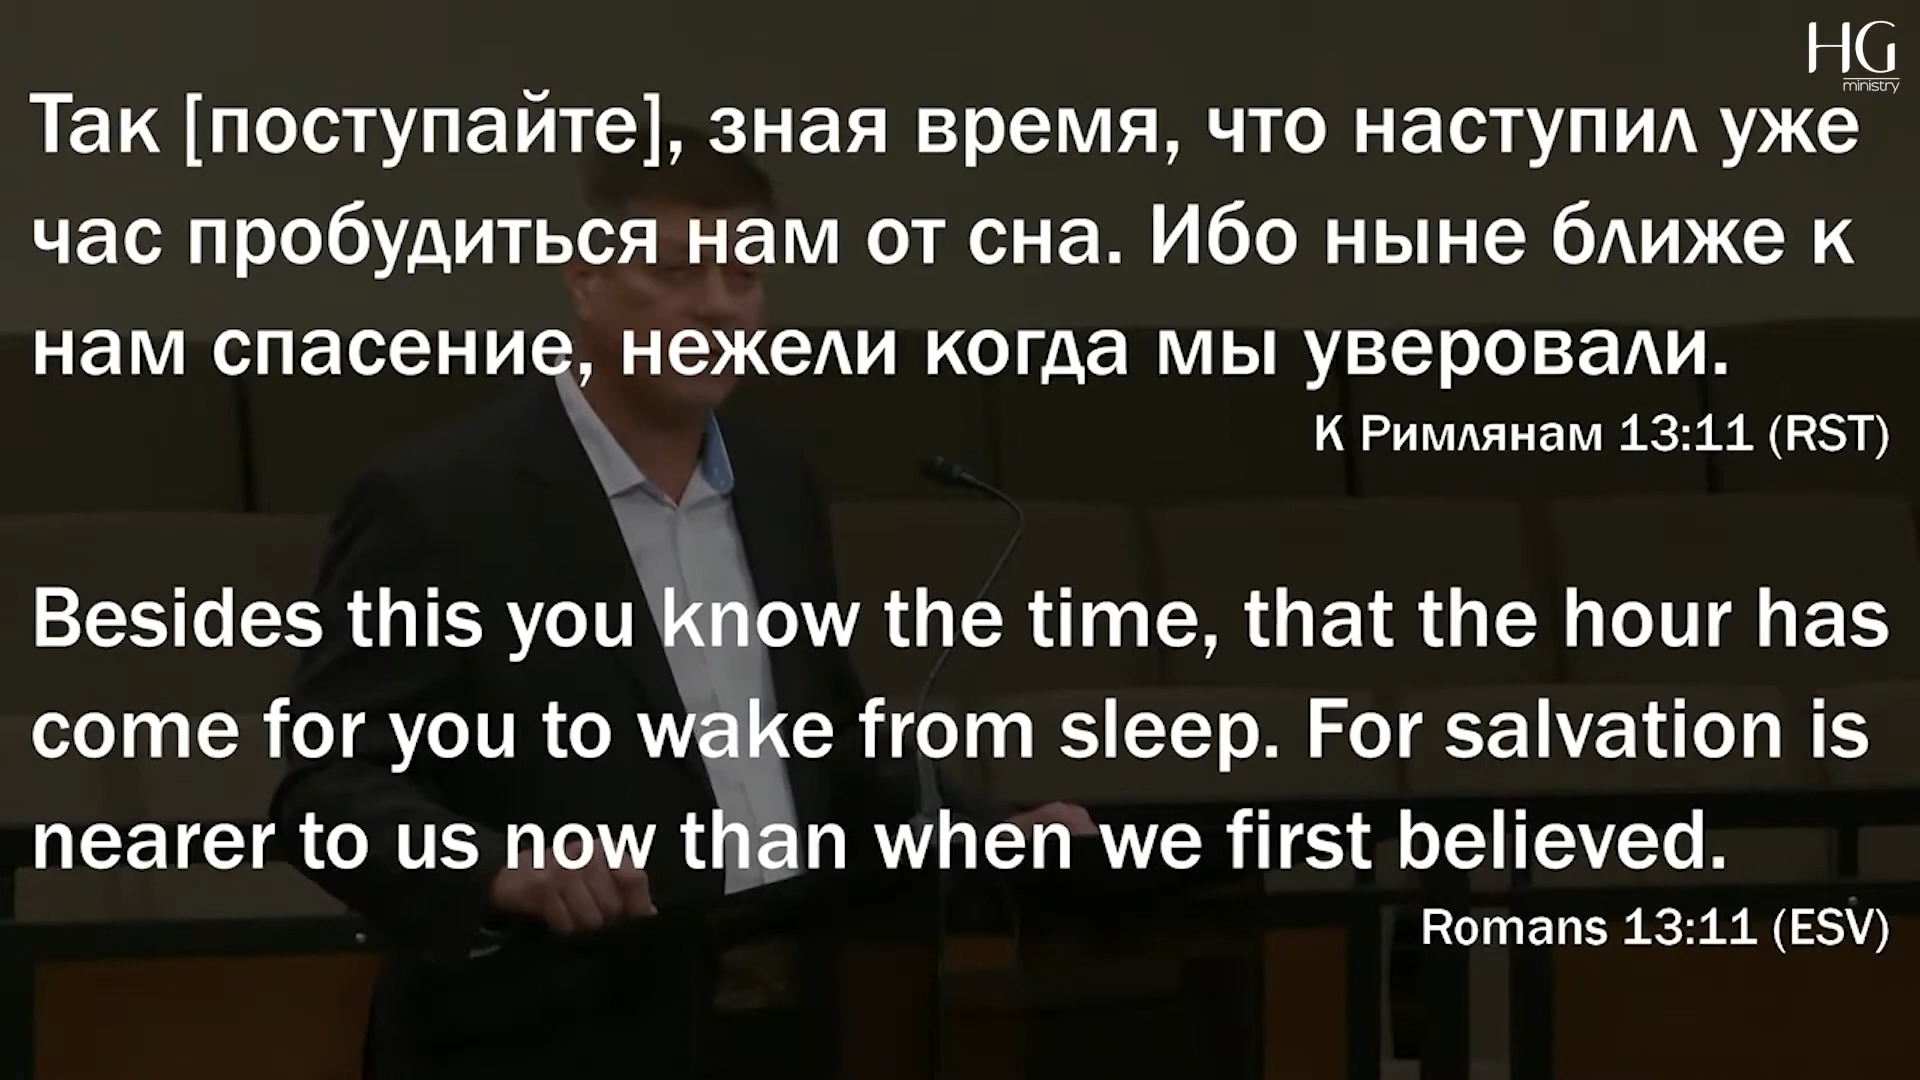 HG
ministry
Так [поступайте], зная время, что наступил уже
час пробудиться нам от сна. Ибо ныне ближе к
нам спасение, нежели когда мы уверовали.
К Римлянам 13:11 (RST)
Besides this you know the time, that the hour has
come for you to wake from sleep. For salvation is
nearer to us now than when we first believed.
Romans 13:11 (ESV)